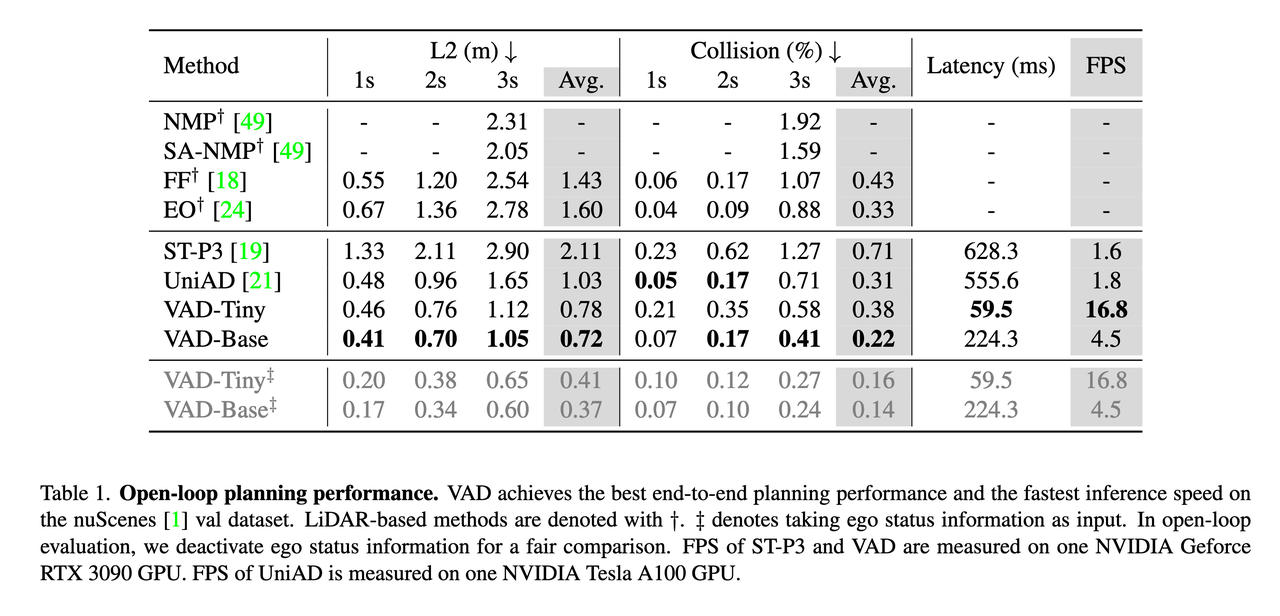 Method L2 (m) ↓ Collision (%) ↓ Latency (ms) FPS
1s 2s 3s Avg. 1s 2s 3s Avg.
NMP† [49] - - 2.31 - - - 1.92 - - -
SA-NMP† [49] - - 2.05 - - - 1.59 - - -
FF† [18] 0.55 1.20 2.54 1.43 0.06 0.17 1.07 0.43 - -
EO† [24] 0.67 1.36 2.78 1.60 0.04 0.09 0.88 0.33 - -
ST-P3 [19] 1.33 2.11 2.90 2.11 0.23 0.62 1.27 0.71 628.3 1.6
UniAD [21] 0.48 0.96 1.65 1.03 0.05 0.17 0.71 0.31 555.6 1.8
VAD-Tiny 0.46 0.76 1.12 0.78 0.21 0.35 0.58 0.38 59.5 16.8
VAD-Base 0.41 0.70 1.05 0.72 0.07 0.17 0.41 0.22 224.3 4.5
VAD-Tiny‡ 0.20 0.38 0.65 0.41 0.10 0.12 0.27 0.16 59.5 16.8
VAD-Base‡ 0.17 0.34 0.60 0.37 0.07 0.10 0.24 0.14 224.3 4.5
Table 1. Open-loop planning performance. VAD achieves the best end-to-end planning performance and the fastest inference speed on
the nuScenes [1] val dataset. LiDAR-based methods are denoted with †. ‡ denotes taking ego status information as input. In open-loop
evaluation, we deactivate ego status information for a fair comparison. FPS of ST-P3 and VAD are measured on one NVIDIA Geforce
RTX 3090 GPU. FPS of UniAD is measured on one NVIDIA Tesla A100 GPU.